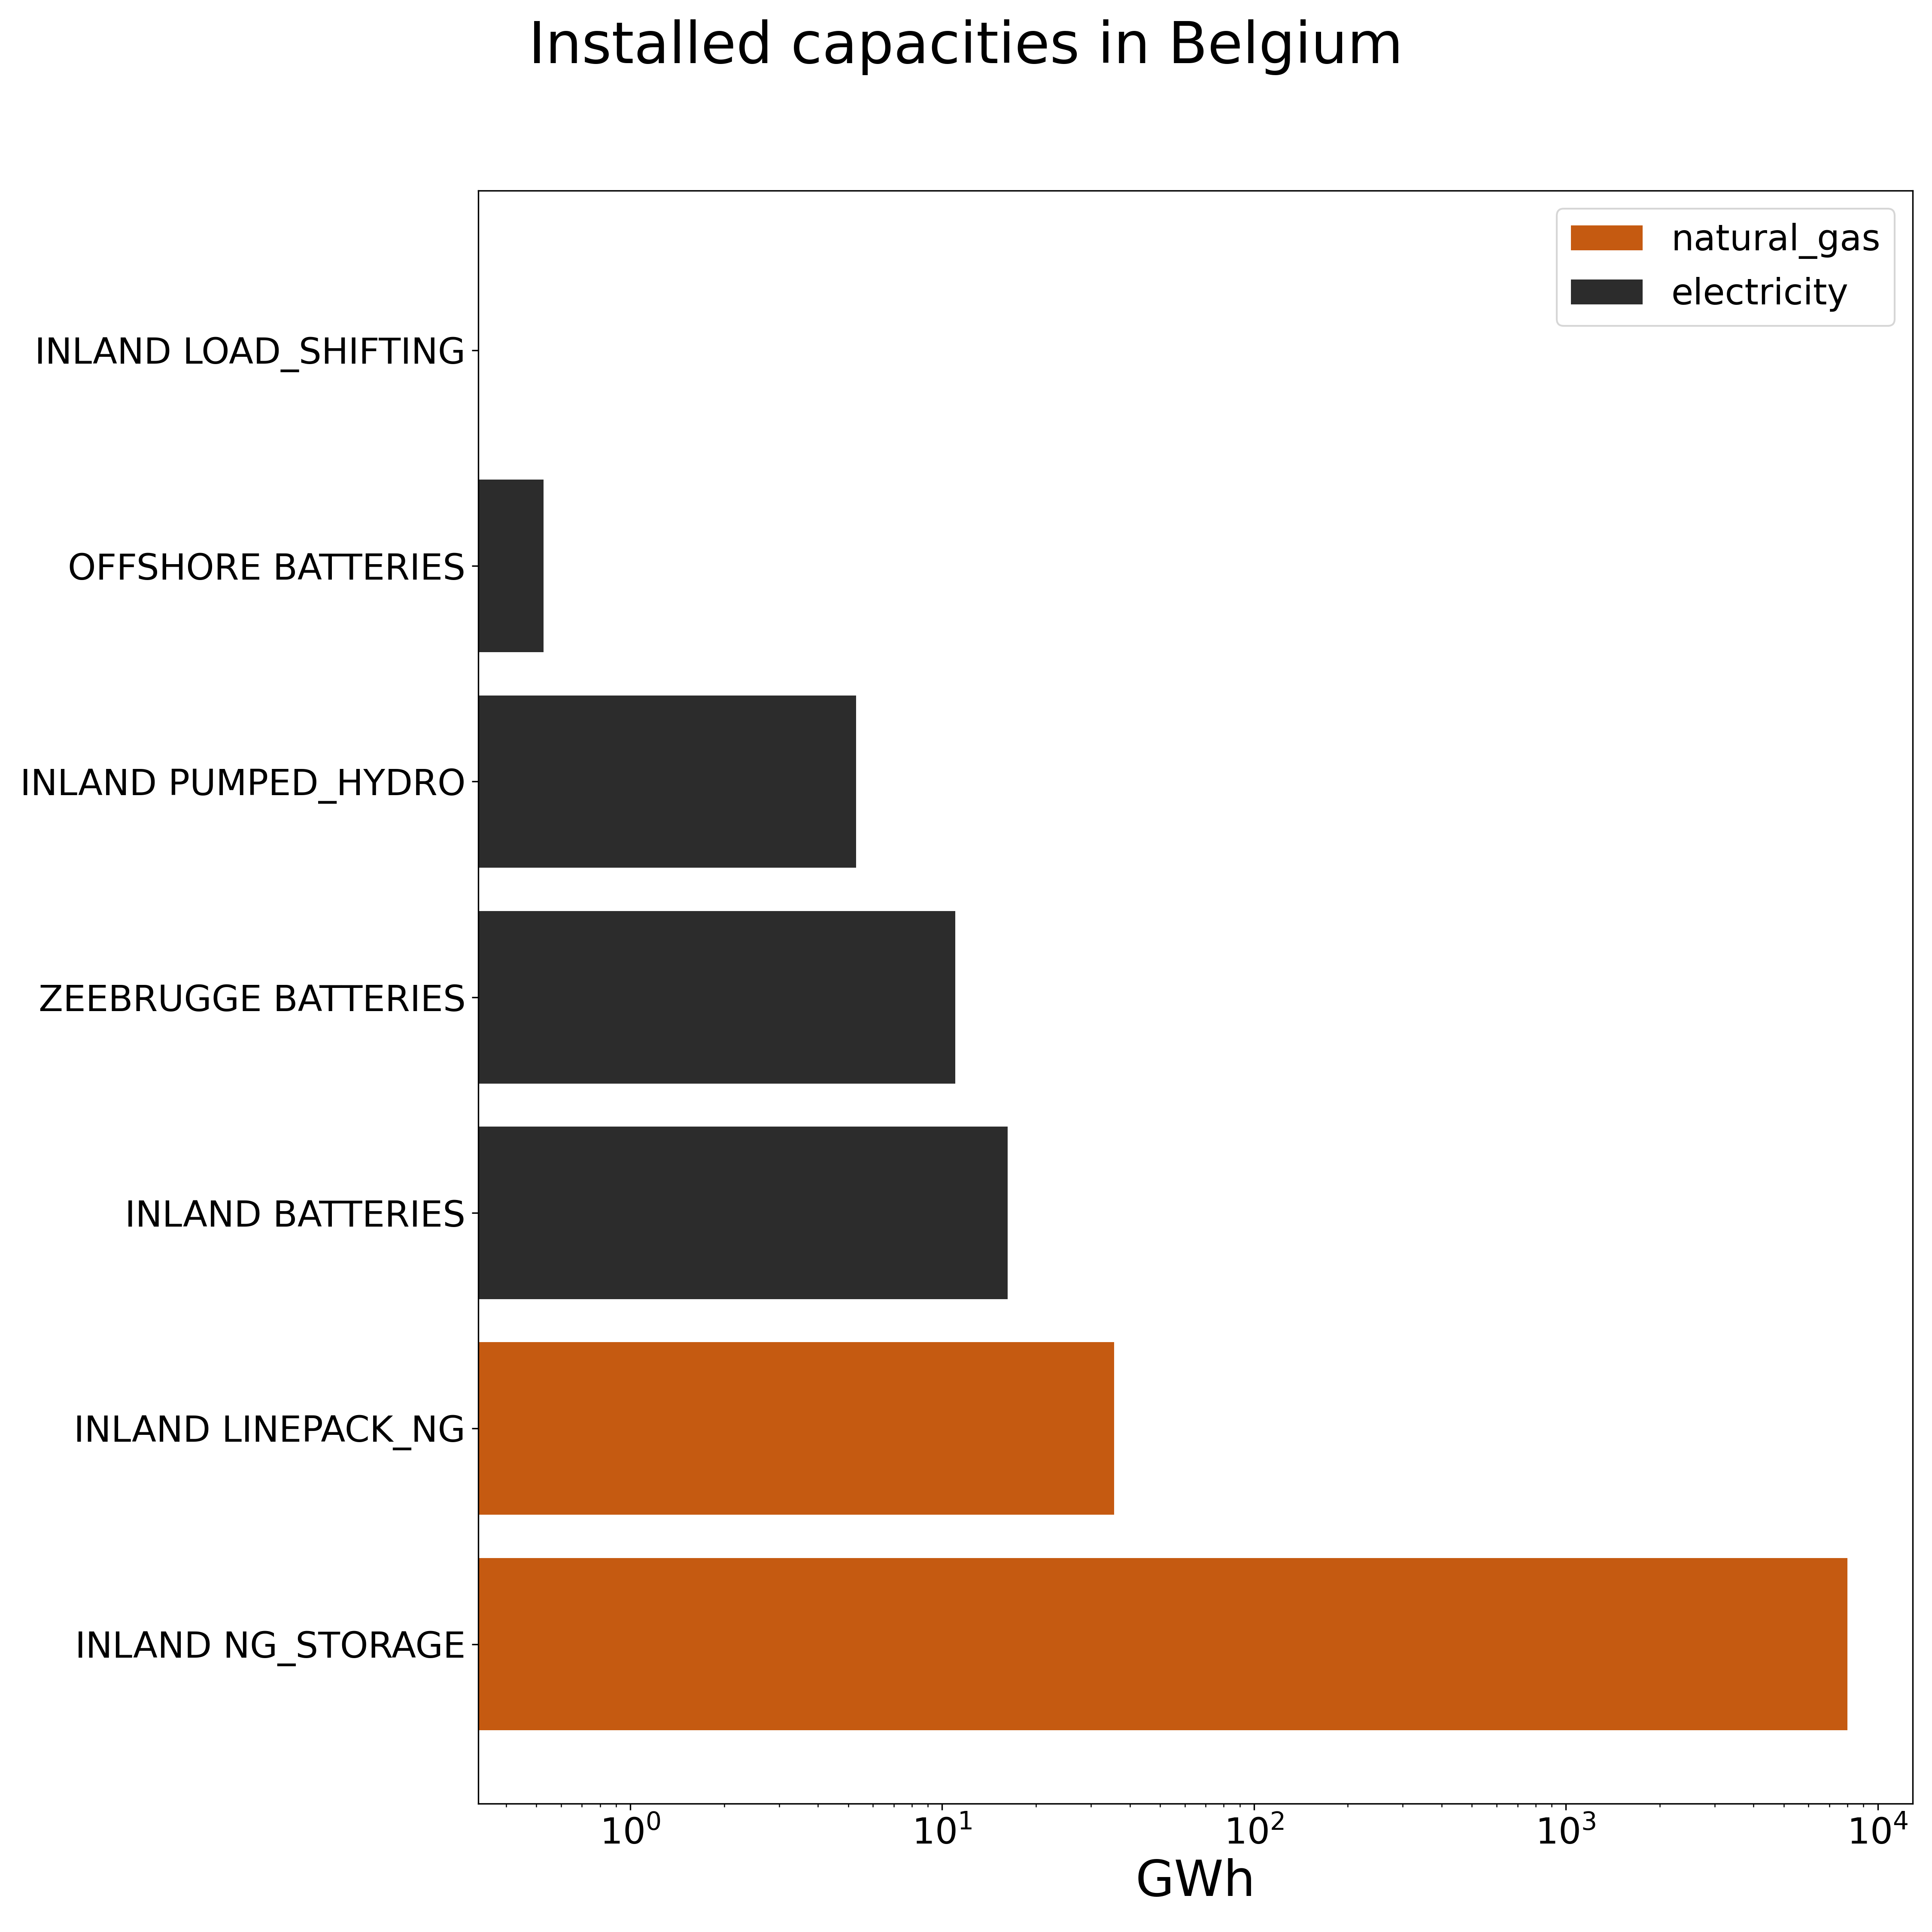 Installed capacities in Belgium
natural_gas
electricity
INLAND LOAD_SHIFTING
OFFSHORE BATTERIES
INLAND PUMPED_HYDRO
ZEEBRUGGE BATTERIES
INLAND BATTERIES
INLAND LINEPACK_NG
INLAND NG_STORAGE
10⁰ 10¹ 10² 10³ 10⁴
GWh